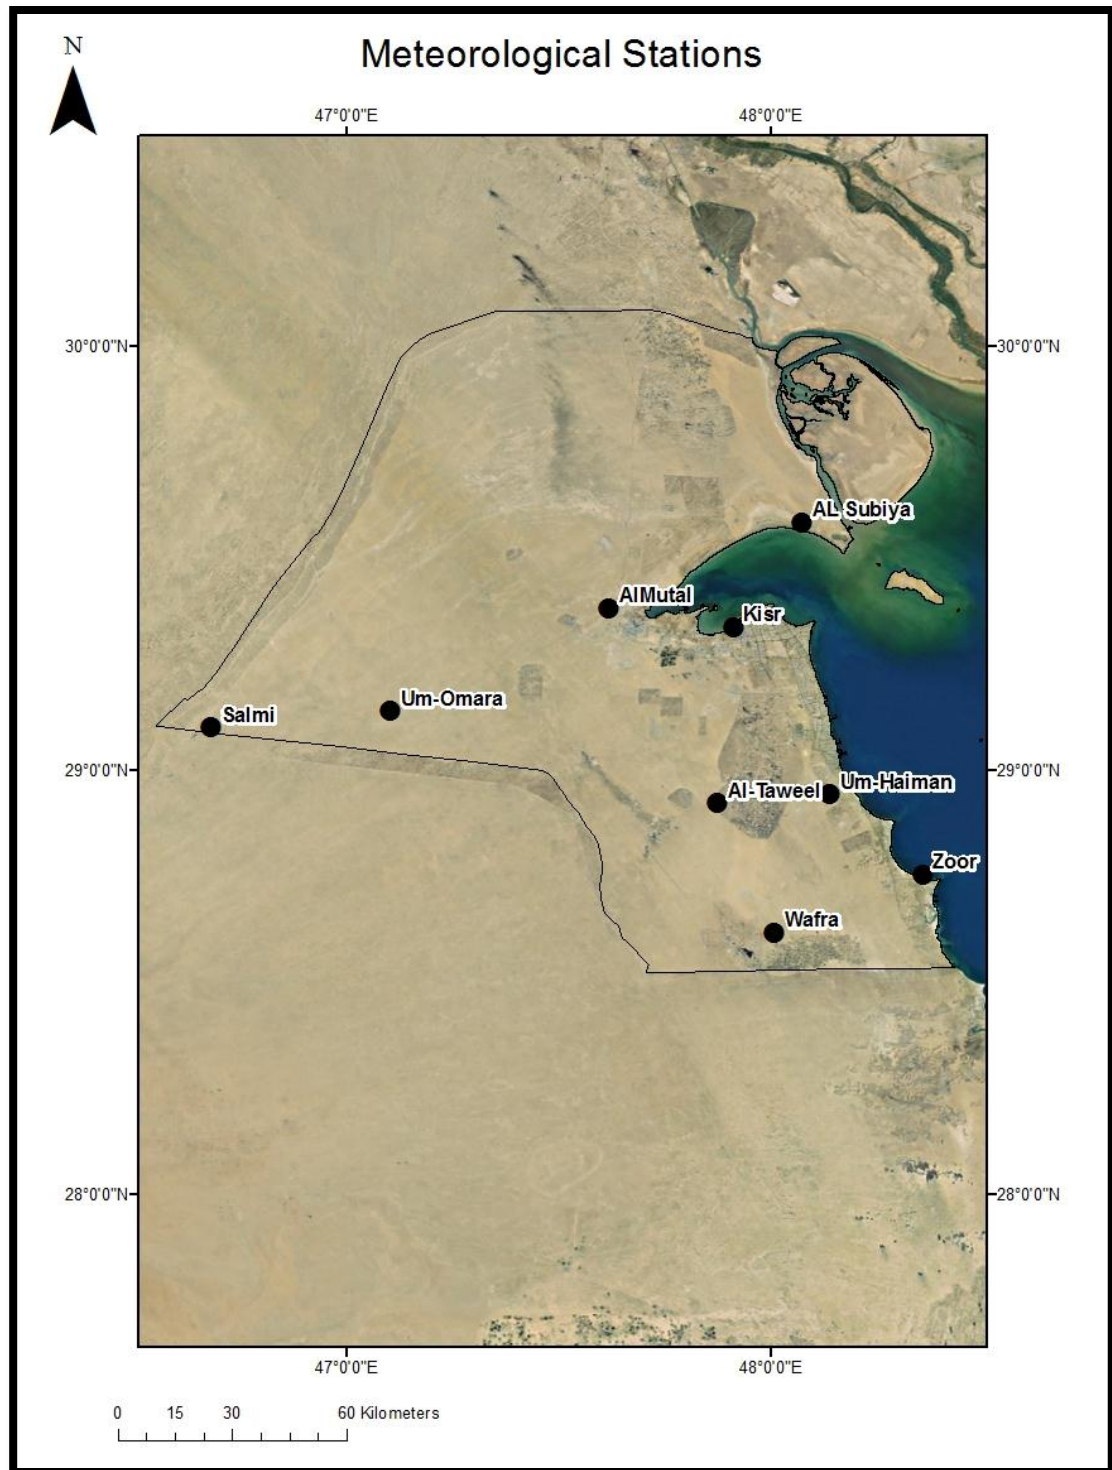 N
Meteorological Stations
47°0'0"E 48°0'0"E
30°0'0"N 30°0'0"N
AL-Subiya
AlMutal
Kisr
Um-Omara
Salmi
29°0'0"N 29°0'0"N
Um-Haiman
Al-Taweel
Zoor
Wafra
28°0'0"N 28°0'0"N
47°0'0"E 48°0'0"E
0 15 30 60 Kilometers